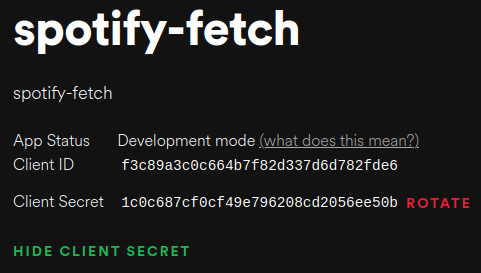 spotify-fetch
spotify-fetch
App Status Development mode (what does this mean?)
Client ID f3c89a3c0c664b7f82d337d6d782fde6
Client Secret 1c0c687cf0cf49e796208cd2056ee50b ROTATE
HIDE CLIENT SECRET